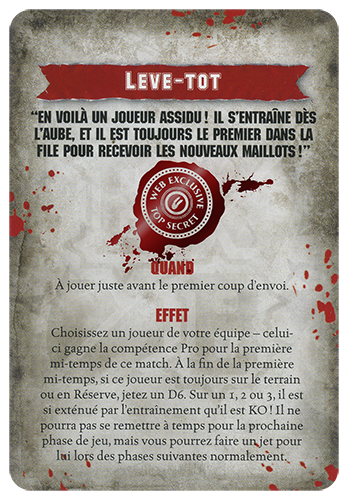 LEVE-TOT
“EN VOILÀ UN JOUEUR ASSIDU ! IL S’ENTRAÎNE DÈS
L’AUBE, ET IL EST TOUJOURS LE PREMIER DANS LA
FILE POUR RECEVOIR LES NOUVEAUX MAILLOTS !”
WEB EXCLUSIVE
TOP SECRET
QUAND
À jouer juste avant le premier coup d’envoi.
EFFET
Choisissez un joueur de votre équipe – celui-
ci gagne la compétence Pro pour la première
mi-temps de ce match. À la fin de la première
mi-temps, si ce joueur est toujours sur le terrain
ou en Réserve, jetez un D6. Sur un 1, 2 ou 3, il est
si exténué par l’entraînement qu’il est KO ! Il ne
pourra pas se remettre à temps pour la prochaine
phase de jeu, mais vous pourrez faire un jet pour
lui lors des phases suivantes normalement.